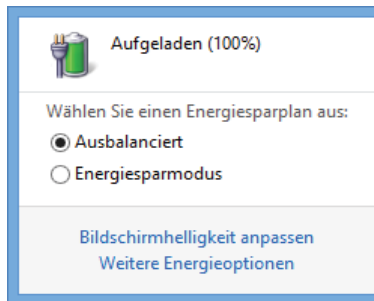 Aufgeladen (100%)
Wählen Sie einen Energiesparplan aus:
Ausbalanciert
Energiesparmodus
Bildschirmhelligkeit anpassen
Weitere Energieoptionen